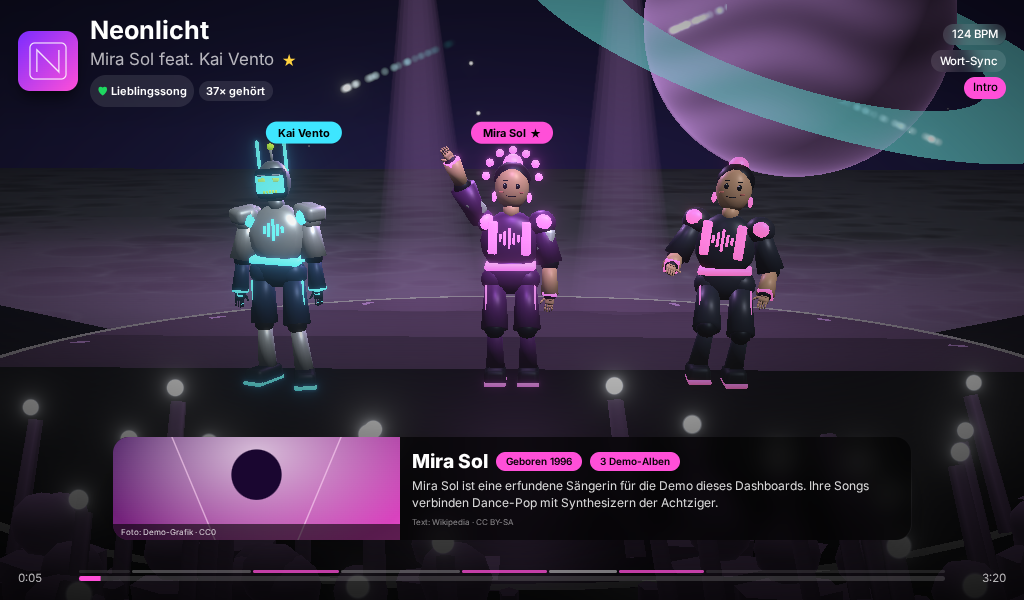 Neonlicht
Mira Sol feat. Kai Vento ★
Lieblingssong
37× gehört
124 BPM
Wort-Sync
Intro
N
Kai Vento
Mira Sol ★
Mira Sol
Geboren 1996
3 Demo-Alben
Mira Sol ist eine erfundene Sängerin für die Demo dieses Dashboards. Ihre Songs
verbinden Dance-Pop mit Synthesizern der Achtziger.
Text: Wikipedia · CC BY-SA
Foto: Demo-Grafik · CC0
0:05
3:20